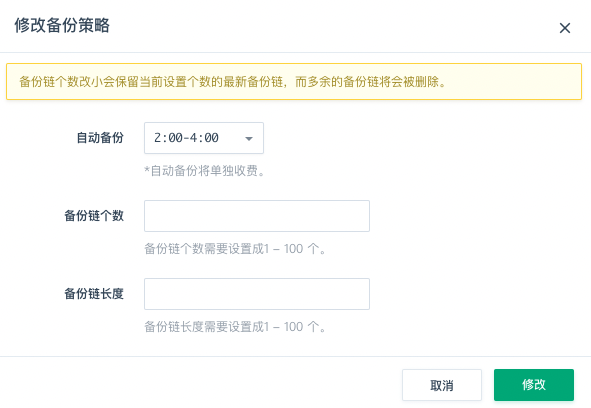 修改备份策略
备份链个数改小会保留当前设置个数的最新备份链，而多余的备份链将会被删除。
自动备份 2:00-4:00
*自动备份将单独收费。
备份链个数
备份链个数需要设置成1 – 100 个。
备份链长度
备份链长度需要设置成1 – 100 个。
取消 修改